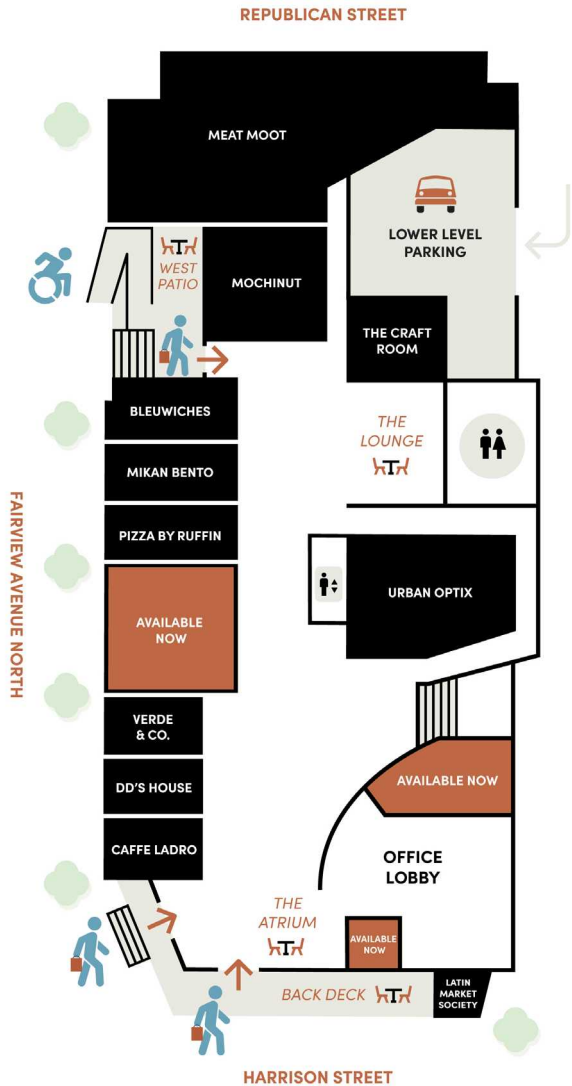 REPUBLICAN STREET
MEAT MOOT
LOWER LEVEL
PARKING
WEST
PATIO
MOCHINUT
THE CRAFT
ROOM
BLEUWICHES
THE
LOUNGE
MIKAN BENTO
PIZZA BY RUFFIN
FAIRVIEW AVENUE NORTH
AVAILABLE
NOW
URBAN OPTIX
VERDE
& CO.
DD'S HOUSE
AVAILABLE NOW
CAFFE LADRO
OFFICE
LOBBY
THE
ATRIUM
AVAILABLE
NOW
BACK DECK
LATIN
MARKET
SOCIETY
HARRISON STREET